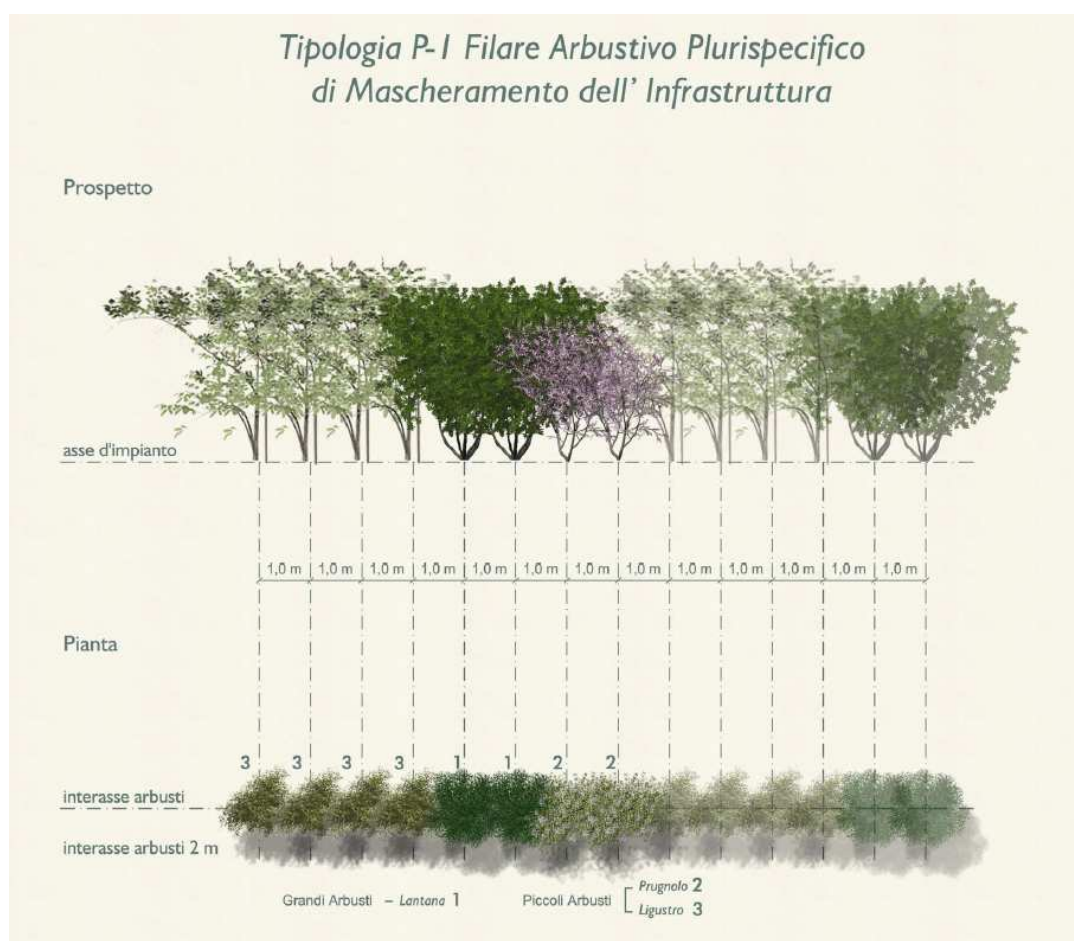 Tipologia P-1 Filare Arbustivo Plurispecifico
di Mascheramento dell' Infrastruttura
Prospetto
asse d'impianto
1,0 m 1,0 m 1,0 m 1,0 m 1,0 m 1,0 m 1,0 m 1,0 m 1,0 m 1,0 m 1,0 m 1,0 m 1,0 m
Pianta
3 3 3 3 1 1 2 2
interasse arbusti
interasse arbusti 2 m
Grandi Arbusti - Lantana 1 Piccoli Arbusti Prugnolo 2
Ligustro 3